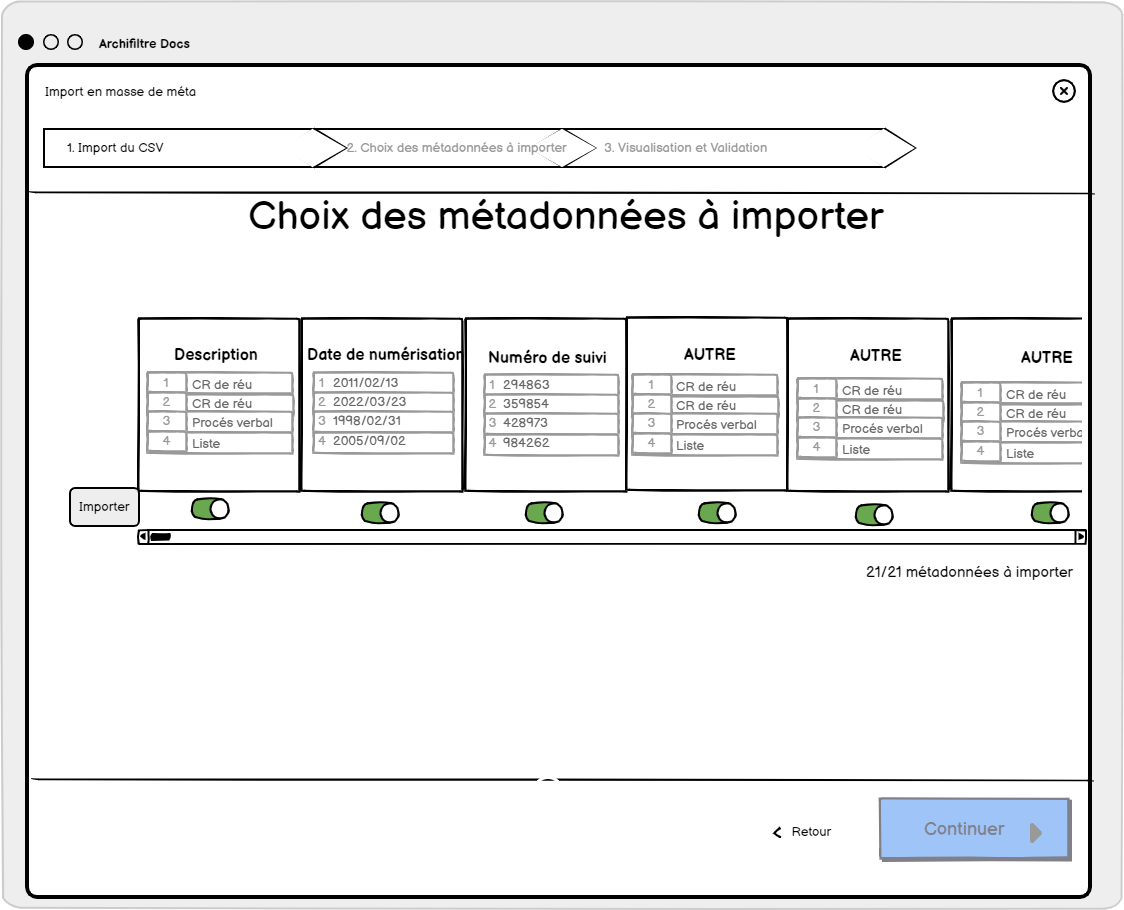 Archifiltre Docs
Import en masse de méta
1. Import du CSV
2. Choix des métadonnées à importer
3. Visualisation et Validation
Choix des métadonnées à importer
Description
1 CR de réu
2 CR de réu
3 Procés verbal
4 Liste
Date de numérisation
1 2011/02/13
2 2022/03/23
3 1998/02/31
4 2005/09/02
Numéro de suivi
1 294863
2 359854
3 428973
4 984262
AUTRE
1 CR de réu
2 CR de réu
3 Procés verbal
4 Liste
AUTRE
1 CR de réu
2 CR de réu
3 Procés verbal
4 Liste
AUTRE
1 CR de réu
2 CR de réu
3 Procés verba
4 Liste
Importer
21/21 métadonnées à importer
Retour
Continuer